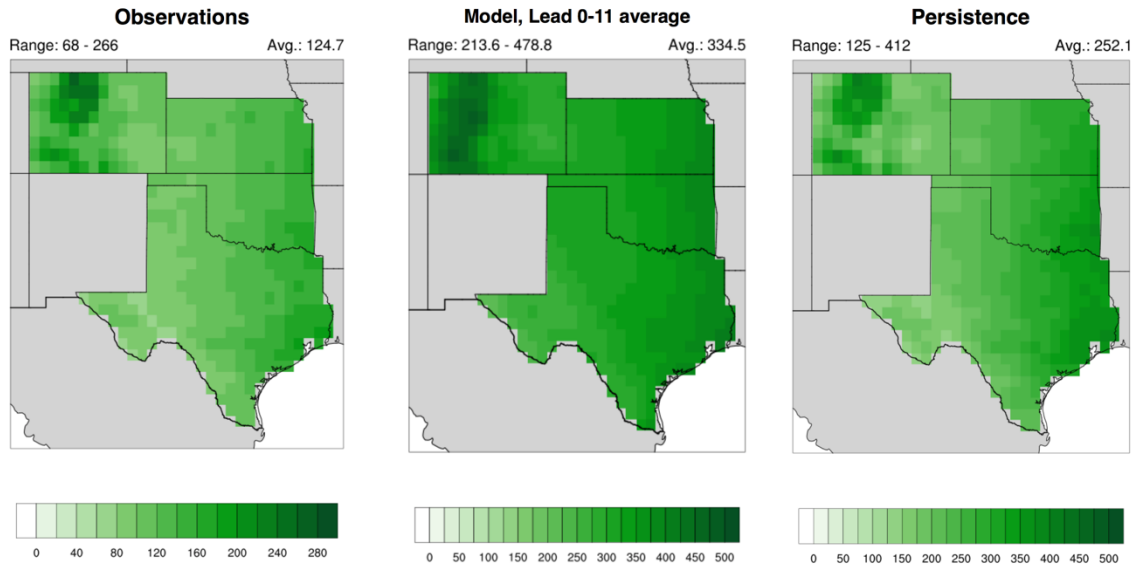 Observations
Range: 68 - 266 Avg.: 124.7
0 40 80 120 160 200 240 280
Model, Lead 0-11 average
Range: 213.6 - 478.8 Avg.: 334.5
0 50 100 150 200 250 300 350 400 450 500
Persistence
Range: 125 - 412 Avg.: 252.1
0 50 100 150 200 250 300 350 400 450 500